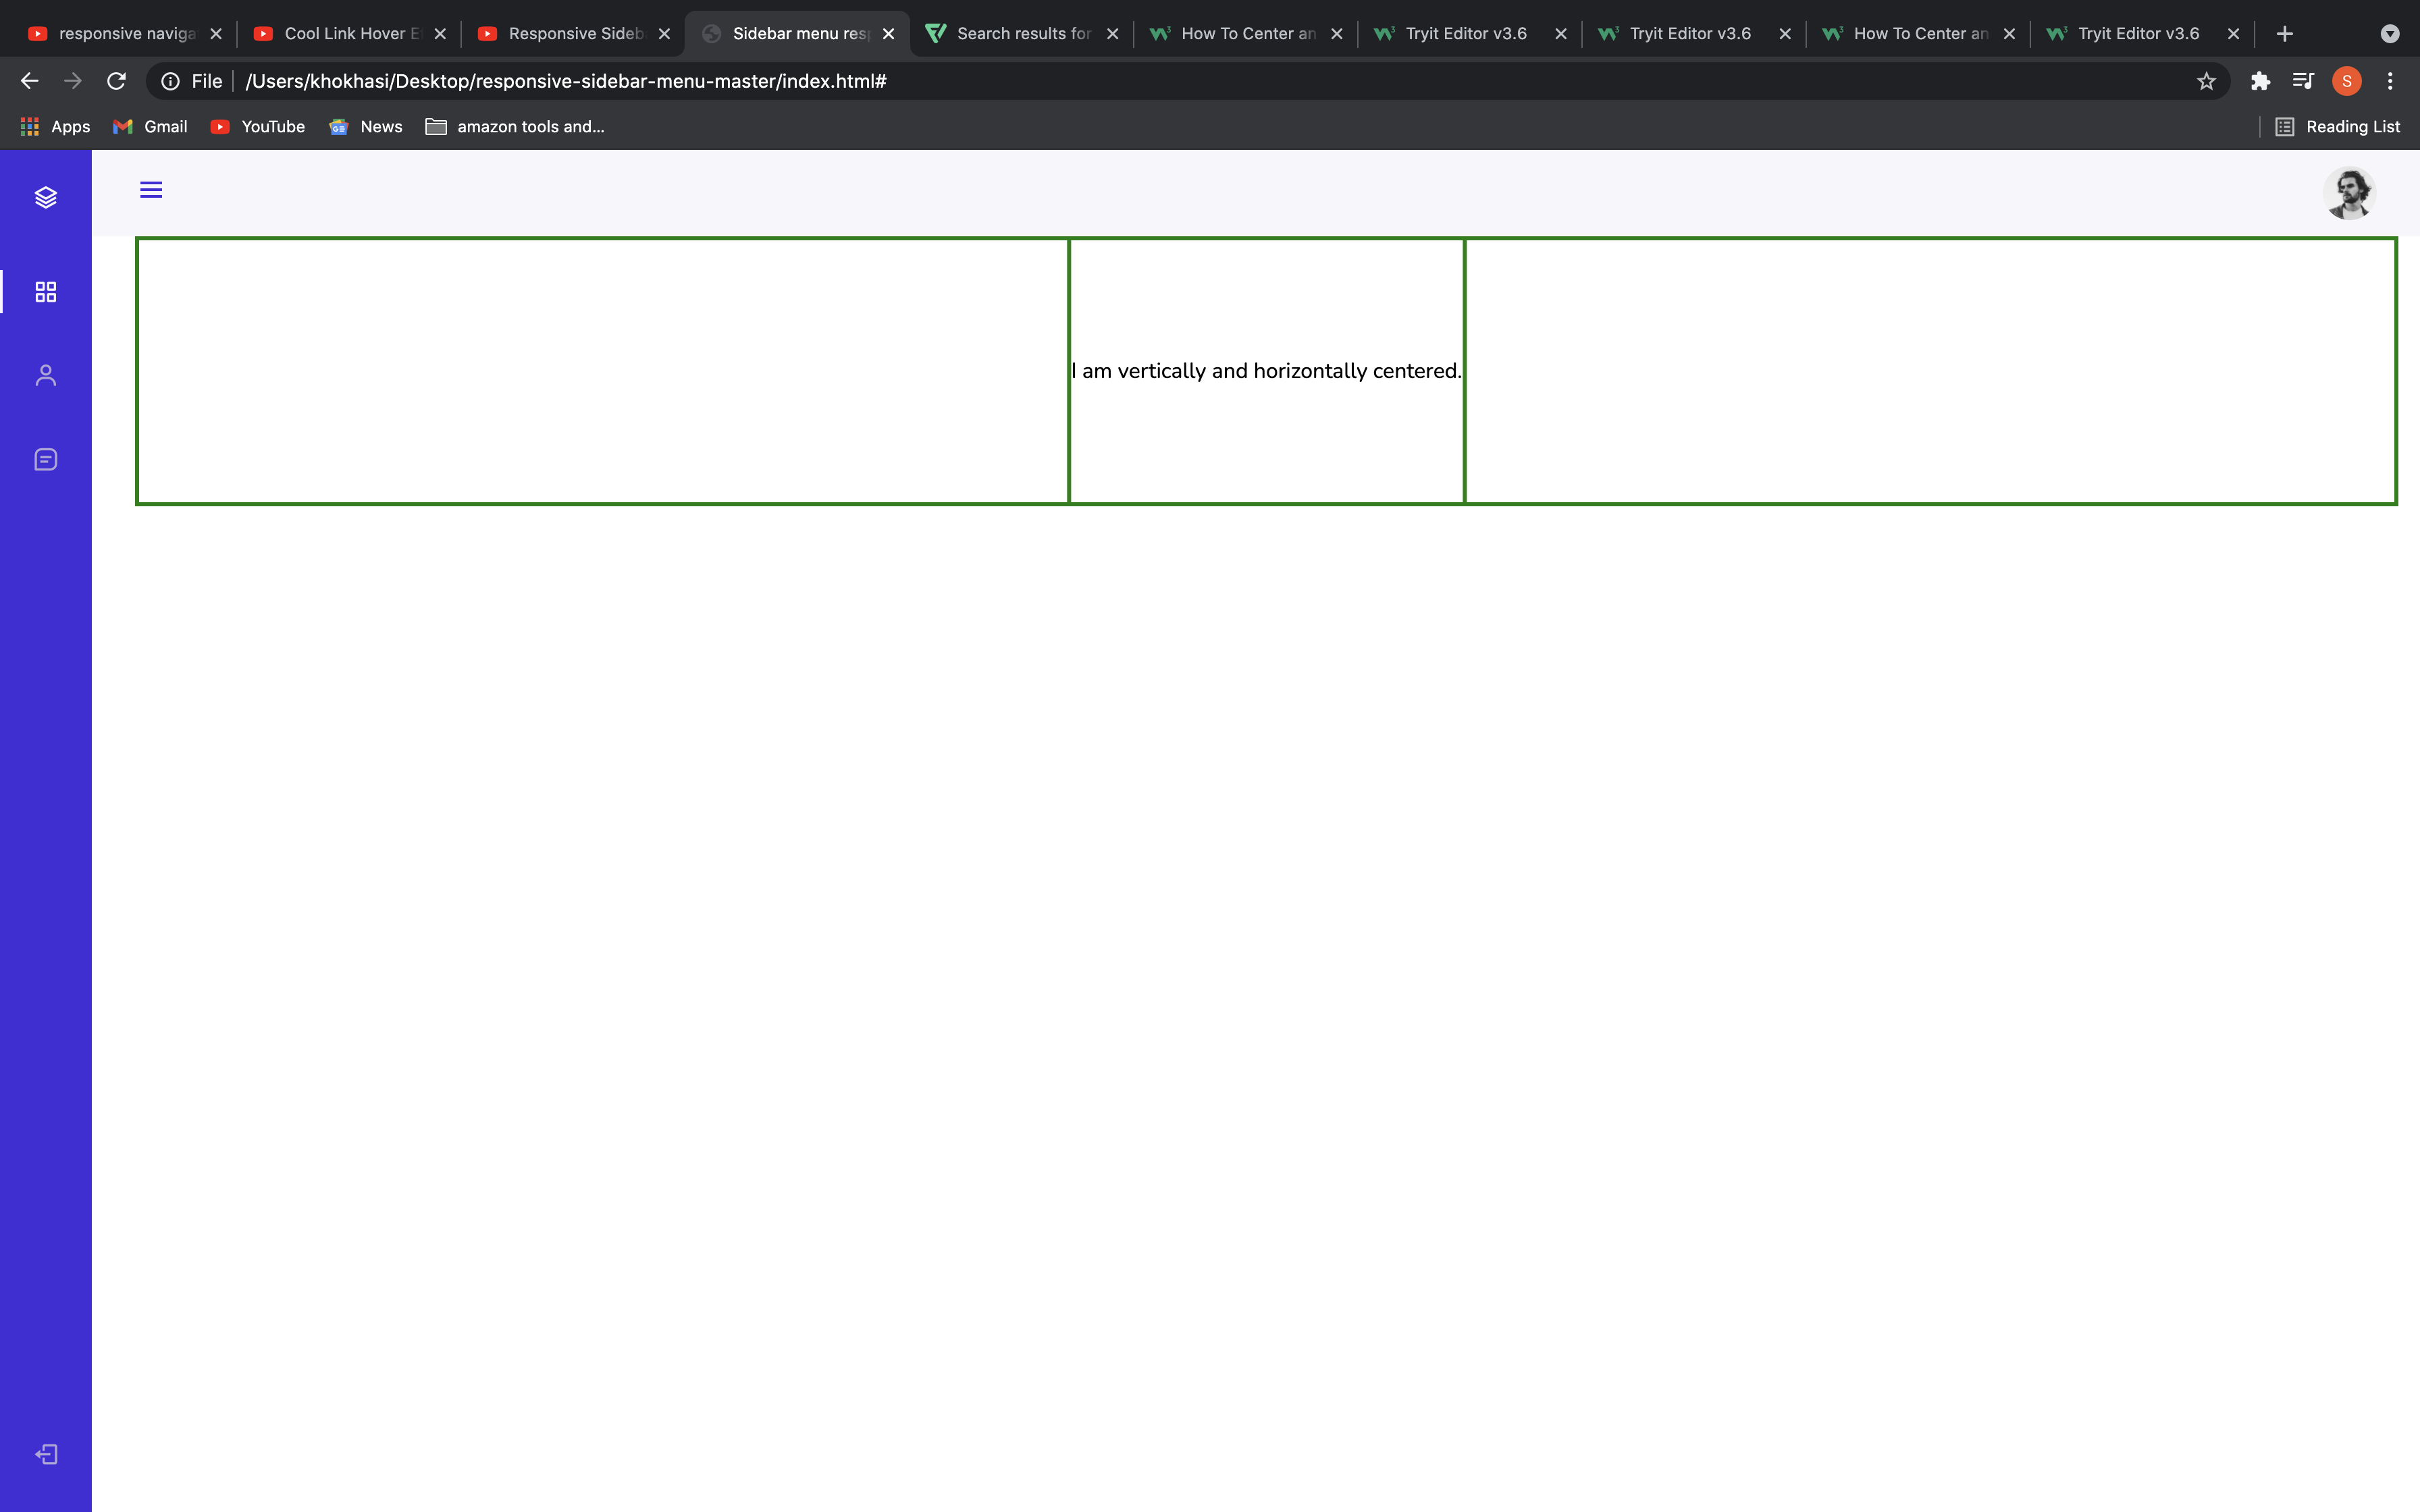 responsive naviga
Cool Link Hover E
Responsive Sideb
Sidebar menu resp
Search results for
How To Center an
Tryit Editor v3.6
Tryit Editor v3.6
How To Center an
Tryit Editor v3.6
File
/Users/khokhasi/Desktop/responsive-sidebar-menu-master/index.html#
S
Apps
Gmail
YouTube
News
amazon tools and...
Reading List
I am vertically and horizontally centered.